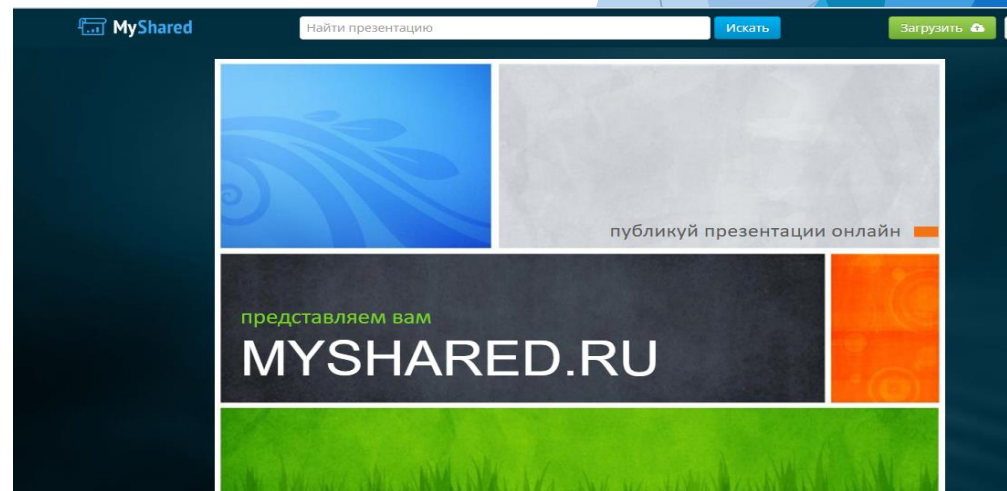 MyShared
Найти презентацию
Искать
Загрузить
публикуй презентации онлайн
представляем вам
MYSHARED.RU